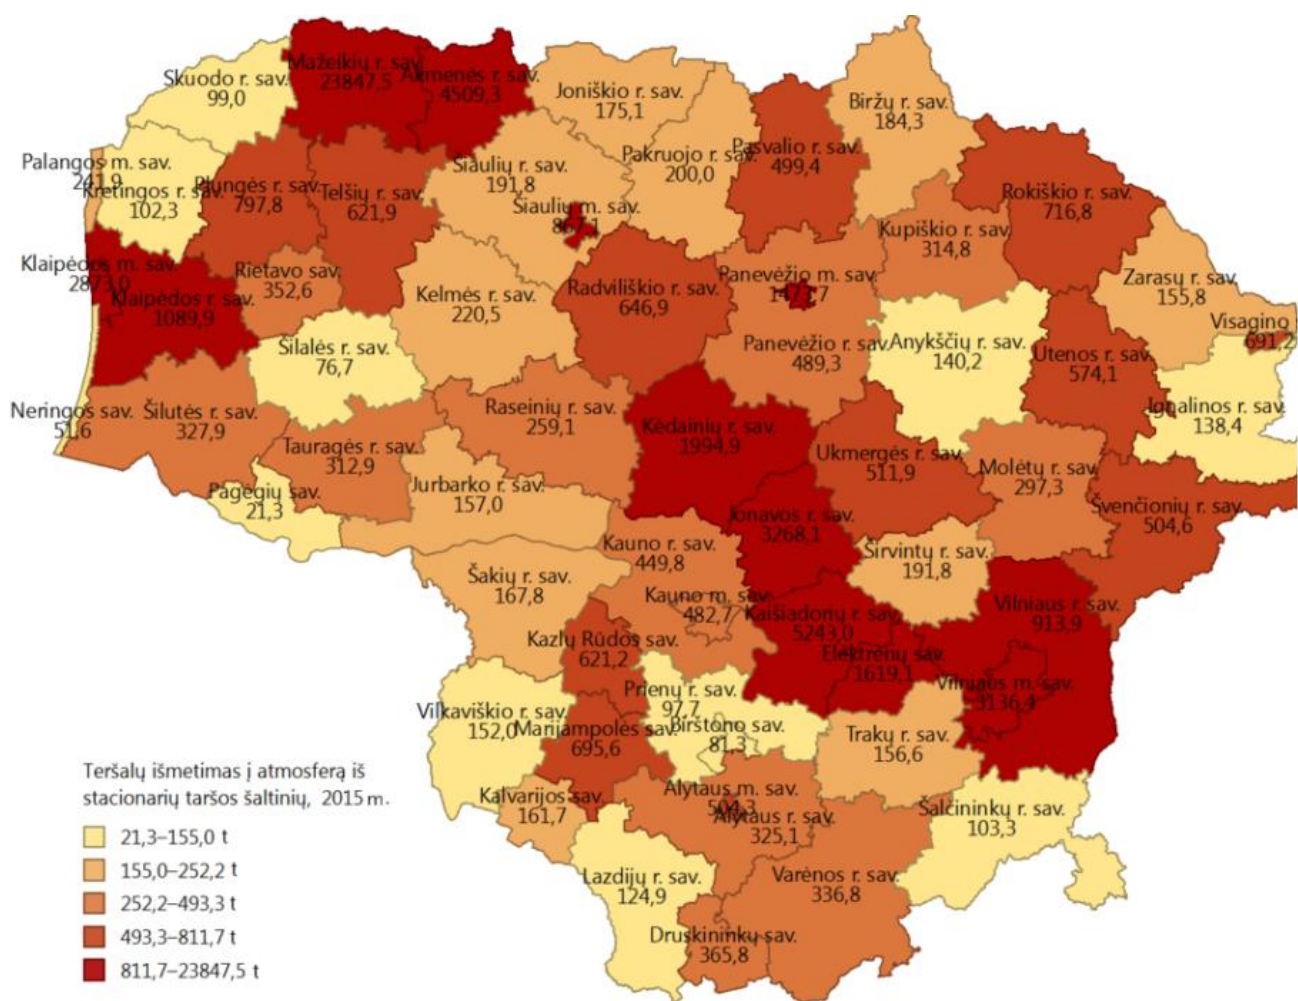 Mažeikių r. sav.
23847,5
Akmenės r. sav.
4509,3
Skuodo r. sav.
99,0
Joniškio r. sav.
175,1
Biržų r. sav.
184,3
Palangos m. sav.
241,9
Kretingos r. sav.
102,3
Plungės r. sav.
797,8
Telšių r. sav.
621,9
Šiaulių r. sav.
191,8
Šiaulių m. sav.
867,1
Pakruojo r. sav.
200,0
Pasvalio r. sav.
499,4
Rokiškio r. sav.
716,8
Kupiškio r. sav.
314,8
Zarasų r. sav.
155,8
Visagino
691,2
Klaipėdos m. sav.
2873,0
Klaipėdos r. sav.
1089,9
Rietavo sav.
352,6
Kelmės r. sav.
220,5
Radviliškio r. sav.
646,9
Panevėžio m. sav.
Panevėžio r. sav.
489,3
Anykščių r. sav.
140,2
Utenos r. sav.
574,1
Ignalinos r. sav.
138,4
Šilalės r. sav.
76,7
Neringos sav.
51,6
Šilutės r. sav.
327,9
Tauragės r. sav.
312,9
Raseinių r. sav.
259,1
Kėdainių r. sav.
1994,9
Ukmergės r. sav.
511,9
Molėtų r. sav.
297,3
Švenčionių r. sav.
504,6
Pagėgių sav.
21,3
Jurbarko r. sav.
157,0
Jonavos r. sav.
3268,1
Širvintų r. sav.
191,8
Kauno r. sav.
449,8
Šakių r. sav.
167,8
Kauno m. sav.
482,7
Kaišiadorių r. sav.
5243,0
Vilniaus r. sav.
913,9
Kazlų Rūdos sav.
621,2
Elektrėnų sav.
1619,1
Vilniaus m. sav.
3136,4
Prienų r. sav.
97,7
Vilkaviškio r. sav.
152,0
Marijampolės sav.
695,6
Birštono sav.
81,3
Trakų r. sav.
156,6
Kalvarijos sav.
161,7
Alytaus m. sav.
504,3
Alytaus r. sav.
325,1
Šalčininkų r. sav.
103,3
Lazdijų r. sav.
124,9
Varėnos r. sav.
336,8
Druskininkų sav.
365,8
Teršalų išmetimas į atmosferą iš
stacionarių taršos šaltinių, 2015 m.
21,3–155,0 t
155,0–252,2 t
252,2–493,3 t
493,3–811,7 t
811,7–23847,5 t